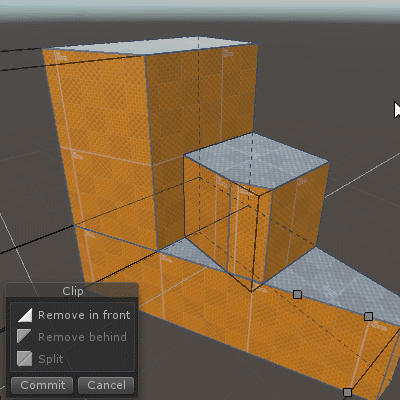 Clip
Remove in front
Remove behind
Split
Commit
Cancel